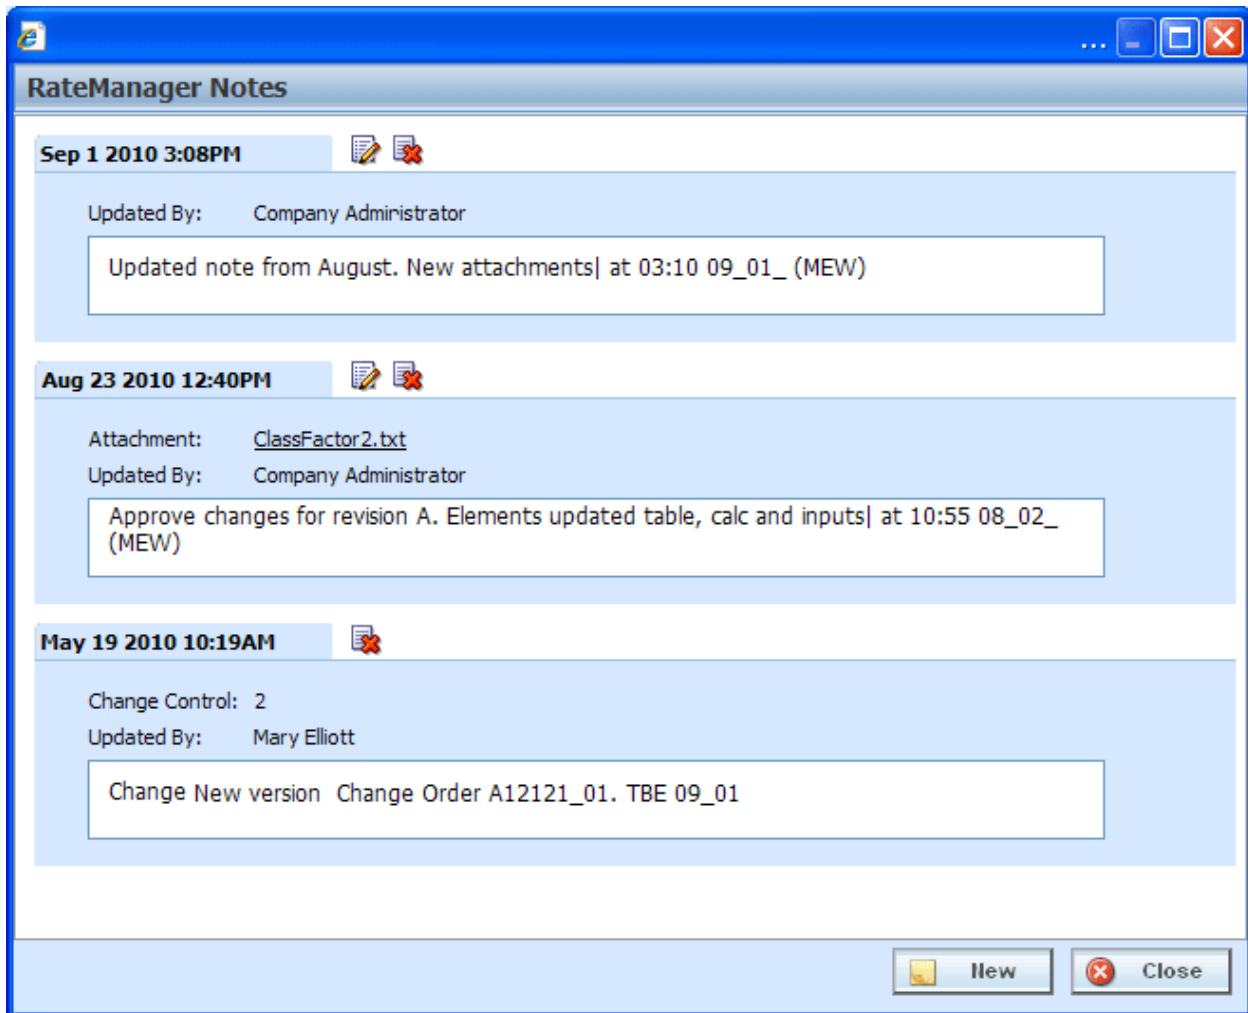 ...
RateManager Notes
Sep 1 2010 3:08PM
Updated By: Company Administrator
Updated note from August. New attachments| at 03:10 09_01_ (MEW)
Aug 23 2010 12:40PM
Attachment: ClassFactor2.txt
Updated By: Company Administrator
Approve changes for revision A. Elements updated table, calc and inputs| at 10:55 08_02_
(MEW)
May 19 2010 10:19AM
Change Control: 2
Updated By: Mary Elliott
Change New version Change Order A12121_01. TBE 09_01
New
Close